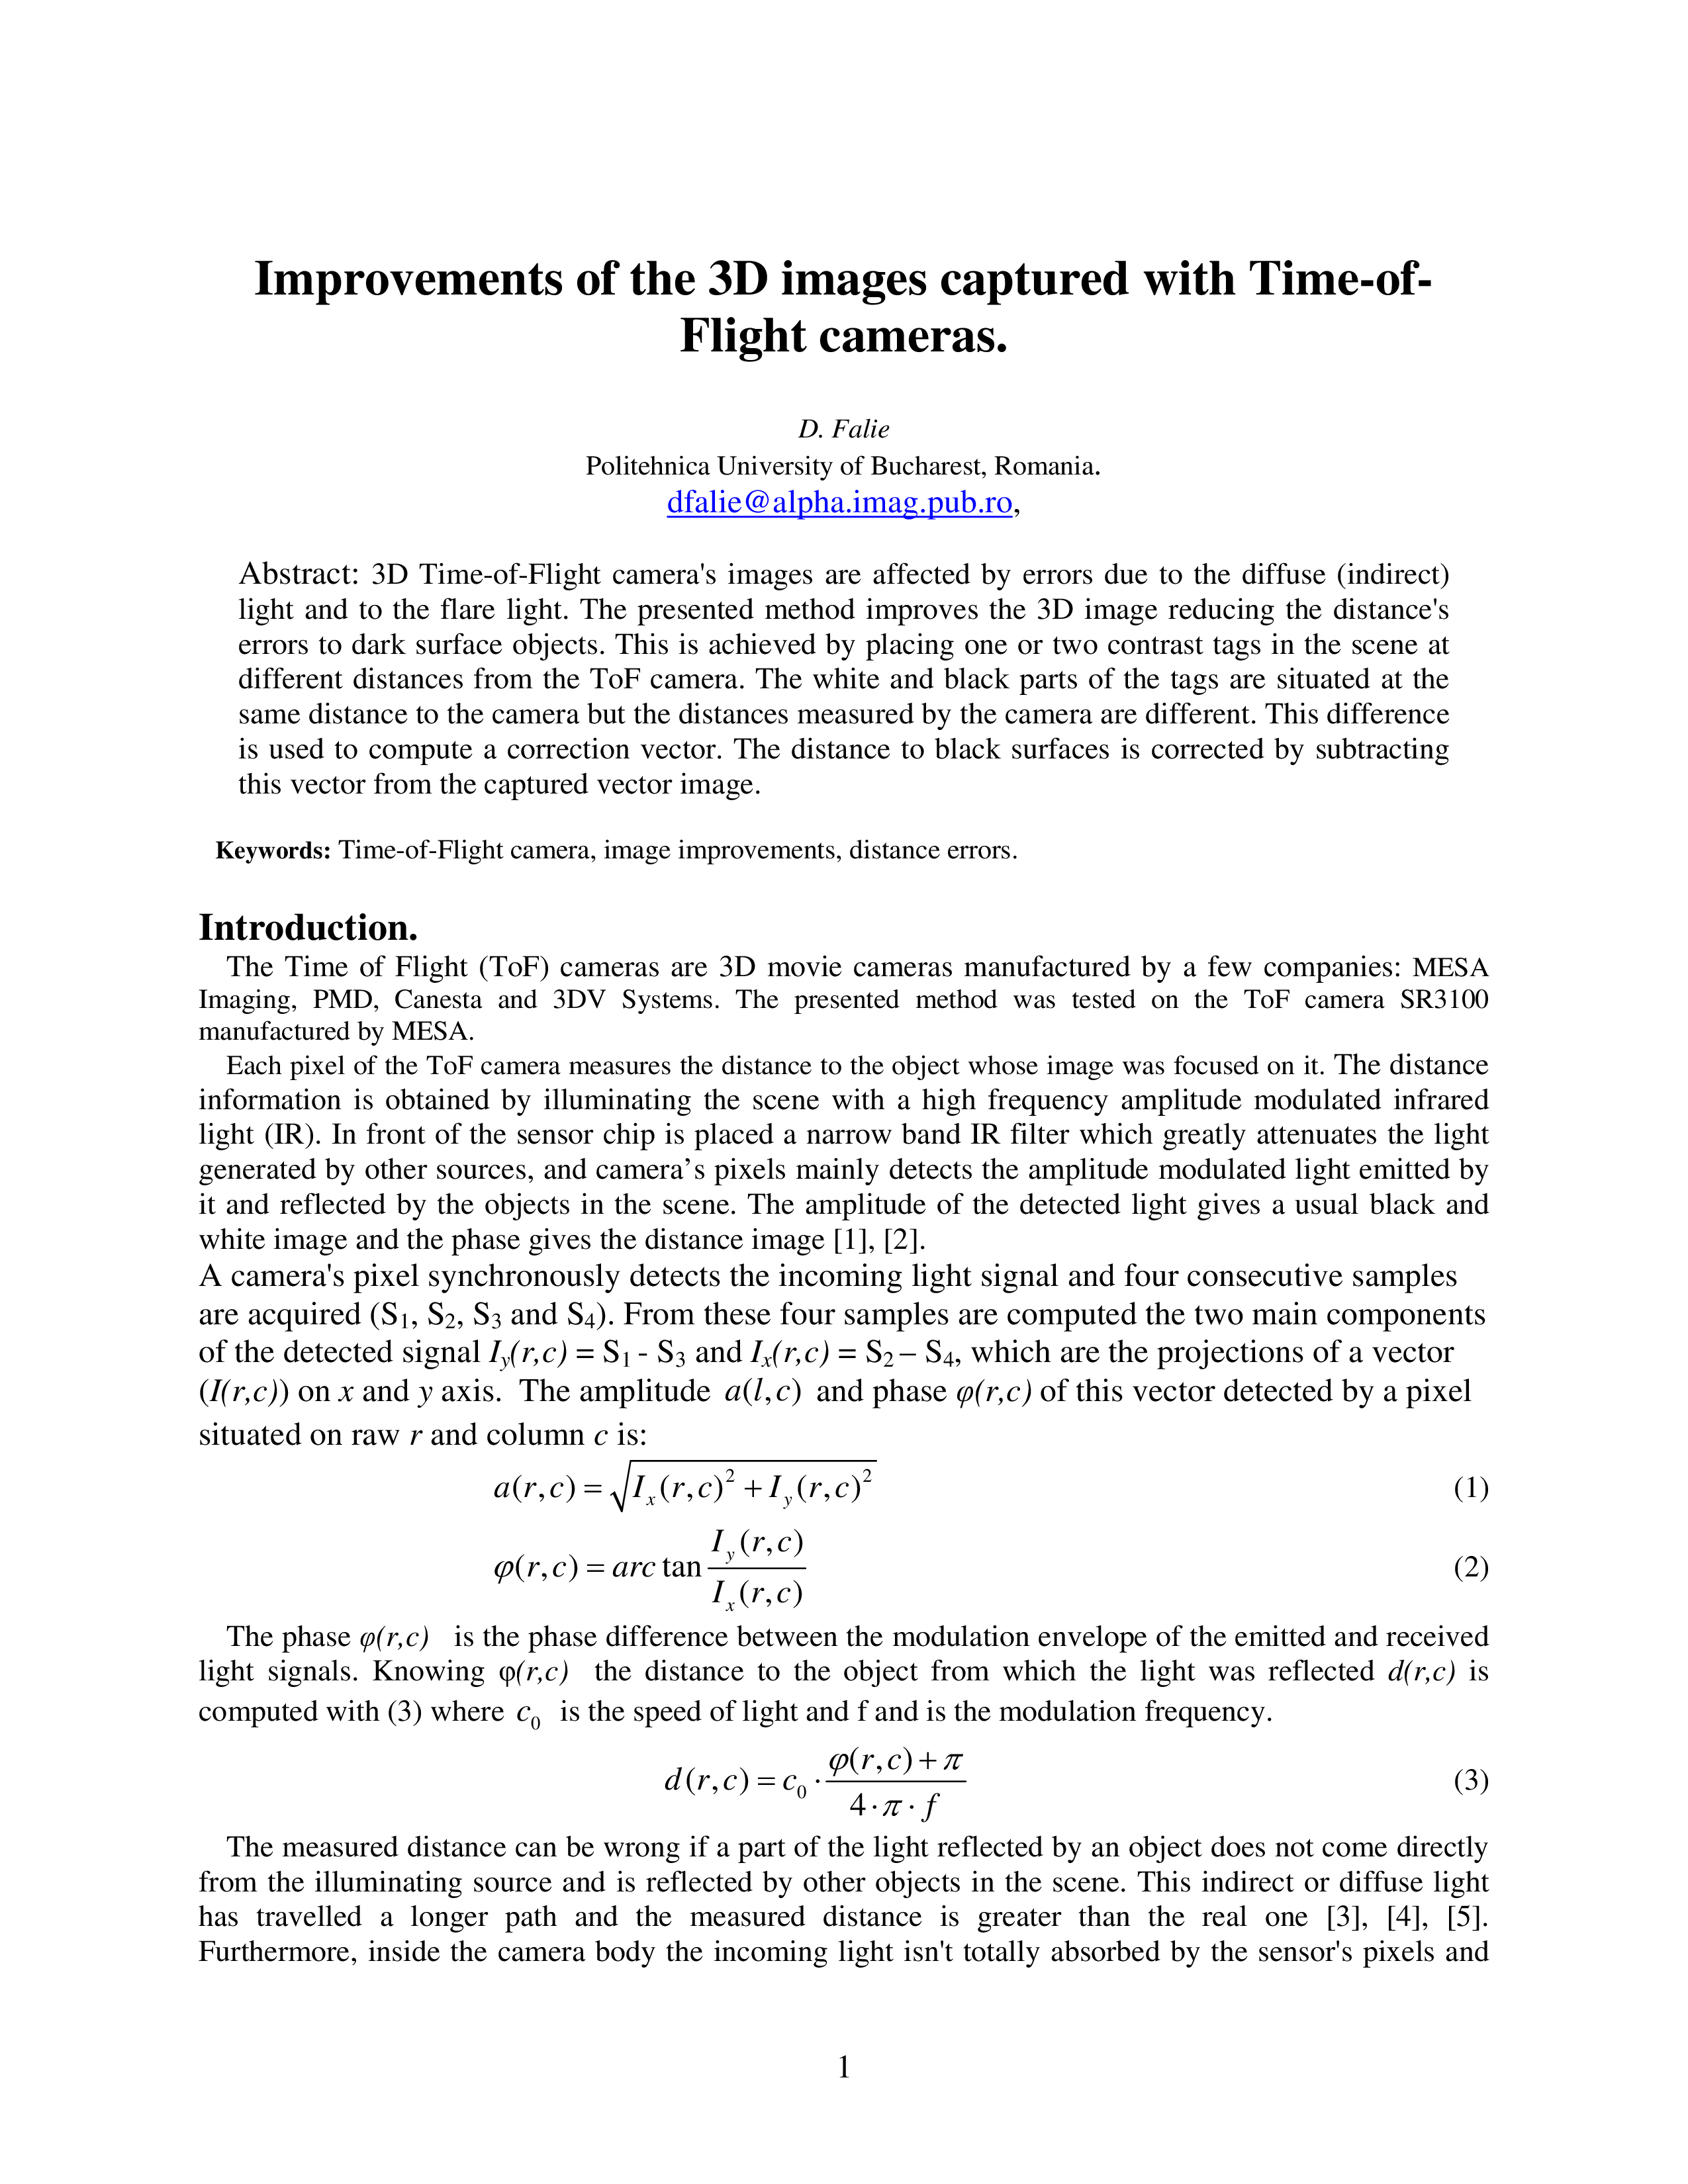 Improvements of the 3D images captured with Time-of-
Flight cameras.
D. Falie
Politehnica University of Bucharest, Romania.
dfalie@alpha.imag.pub.ro,
Abstract: 3D Time-of-Flight camera's images are affected by errors due to the diffuse (indirect)
light and to the flare light. The presented method improves the 3D image reducing the distance's
errors to dark surface objects. This is achieved by placing one or two contrast tags in the scene at
different distances from the ToF camera. The white and black parts of the tags are situated at the
same distance to the camera but the distances measured by the camera are different. This difference
is used to compute a correction vector. The distance to black surfaces is corrected by subtracting
this vector from the captured vector image.
Keywords: Time-of-Flight camera, image improvements, distance errors.
Introduction.
The Time of Flight (ToF) cameras are 3D movie cameras manufactured by a few companies: MESA
Imaging, PMD, Canesta and 3DV Systems. The presented method was tested on the ToF camera SR3100
manufactured by MESA.
Each pixel of the ToF camera measures the distance to the object whose image was focused on it. The distance
information is obtained by illuminating the scene with a high frequency amplitude modulated infrared
light (IR). In front of the sensor chip is placed a narrow band IR filter which greatly attenuates the light
generated by other sources, and camera’s pixels mainly detects the amplitude modulated light emitted by
it and reflected by the objects in the scene. The amplitude of the detected light gives a usual black and
white image and the phase gives the distance image [1], [2].
A camera's pixel synchronously detects the incoming light signal and four consecutive samples
are acquired (S₁, S₂, S₃ and S₄). From these four samples are computed the two main components
of the detected signal I_y(r,c) = S₁ - S₃ and I_x(r,c) = S₂ – S₄, which are the projections of a vector
(I(r,c)) on x and y axis. The amplitude a(l,c) and phase φ(r,c) of this vector detected by a pixel
situated on raw r and column c is:
a(r,c) = √(I_x(r,c)² + I_y(r,c)²) (1)
φ(r,c) = arc tan I_y(r,c) / I_x(r,c) (2)
The phase φ(r,c) is the phase difference between the modulation envelope of the emitted and received
light signals. Knowing φ(r,c) the distance to the object from which the light was reflected d(r,c) is
computed with (3) where c₀ is the speed of light and f and is the modulation frequency.
d(r,c) = c₀ · (φ(r,c) + π) / (4 · π · f) (3)
The measured distance can be wrong if a part of the light reflected by an object does not come directly
from the illuminating source and is reflected by other objects in the scene. This indirect or diffuse light
has travelled a longer path and the measured distance is greater than the real one [3], [4], [5].
Furthermore, inside the camera body the incoming light isn't totally absorbed by the sensor's pixels and
1